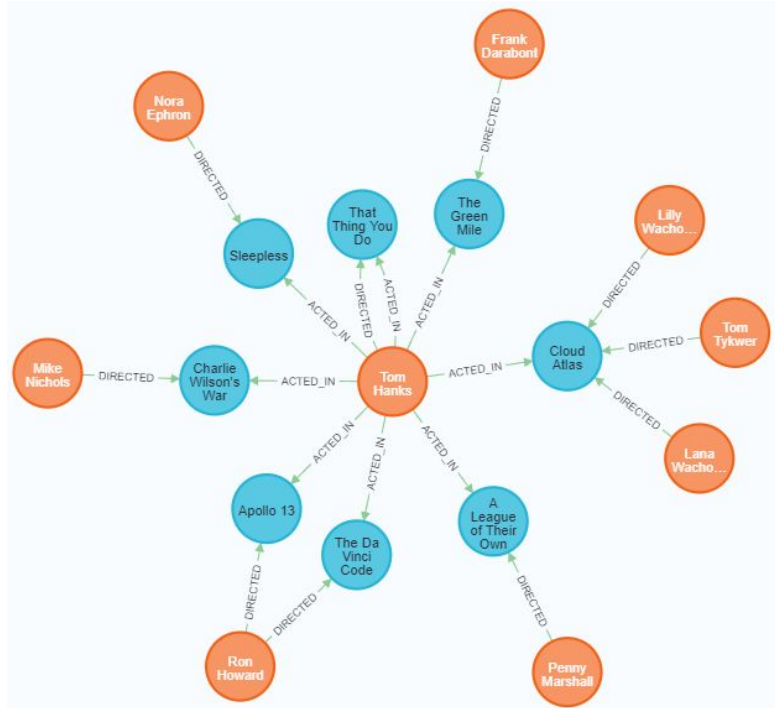 Frank
Darabont
DIRECTED
Nora
Ephron
DIRECTED
That
Thing You
Do
The
Green
Mile
Lilly
Wacho...
Sleepless
DIRECTED
ACTED_IN
DIRECTED
ACTED_IN
ACTED_IN
Tom
Tykwer
DIRECTED
Cloud
Atlas
Mike
Nichols
DIRECTED
Charlie
Wilson's
War
ACTED_IN
Tom
Hanks
ACTED_IN
DIRECTED
Lana
Wacho...
ACTED_IN
ACTED_IN
ACTED_IN
Apollo 13
The Da
Vinci
Code
A
League
of Their
Own
DIRECTED
DIRECTED
DIRECTED
Ron
Howard
Penny
Marshall